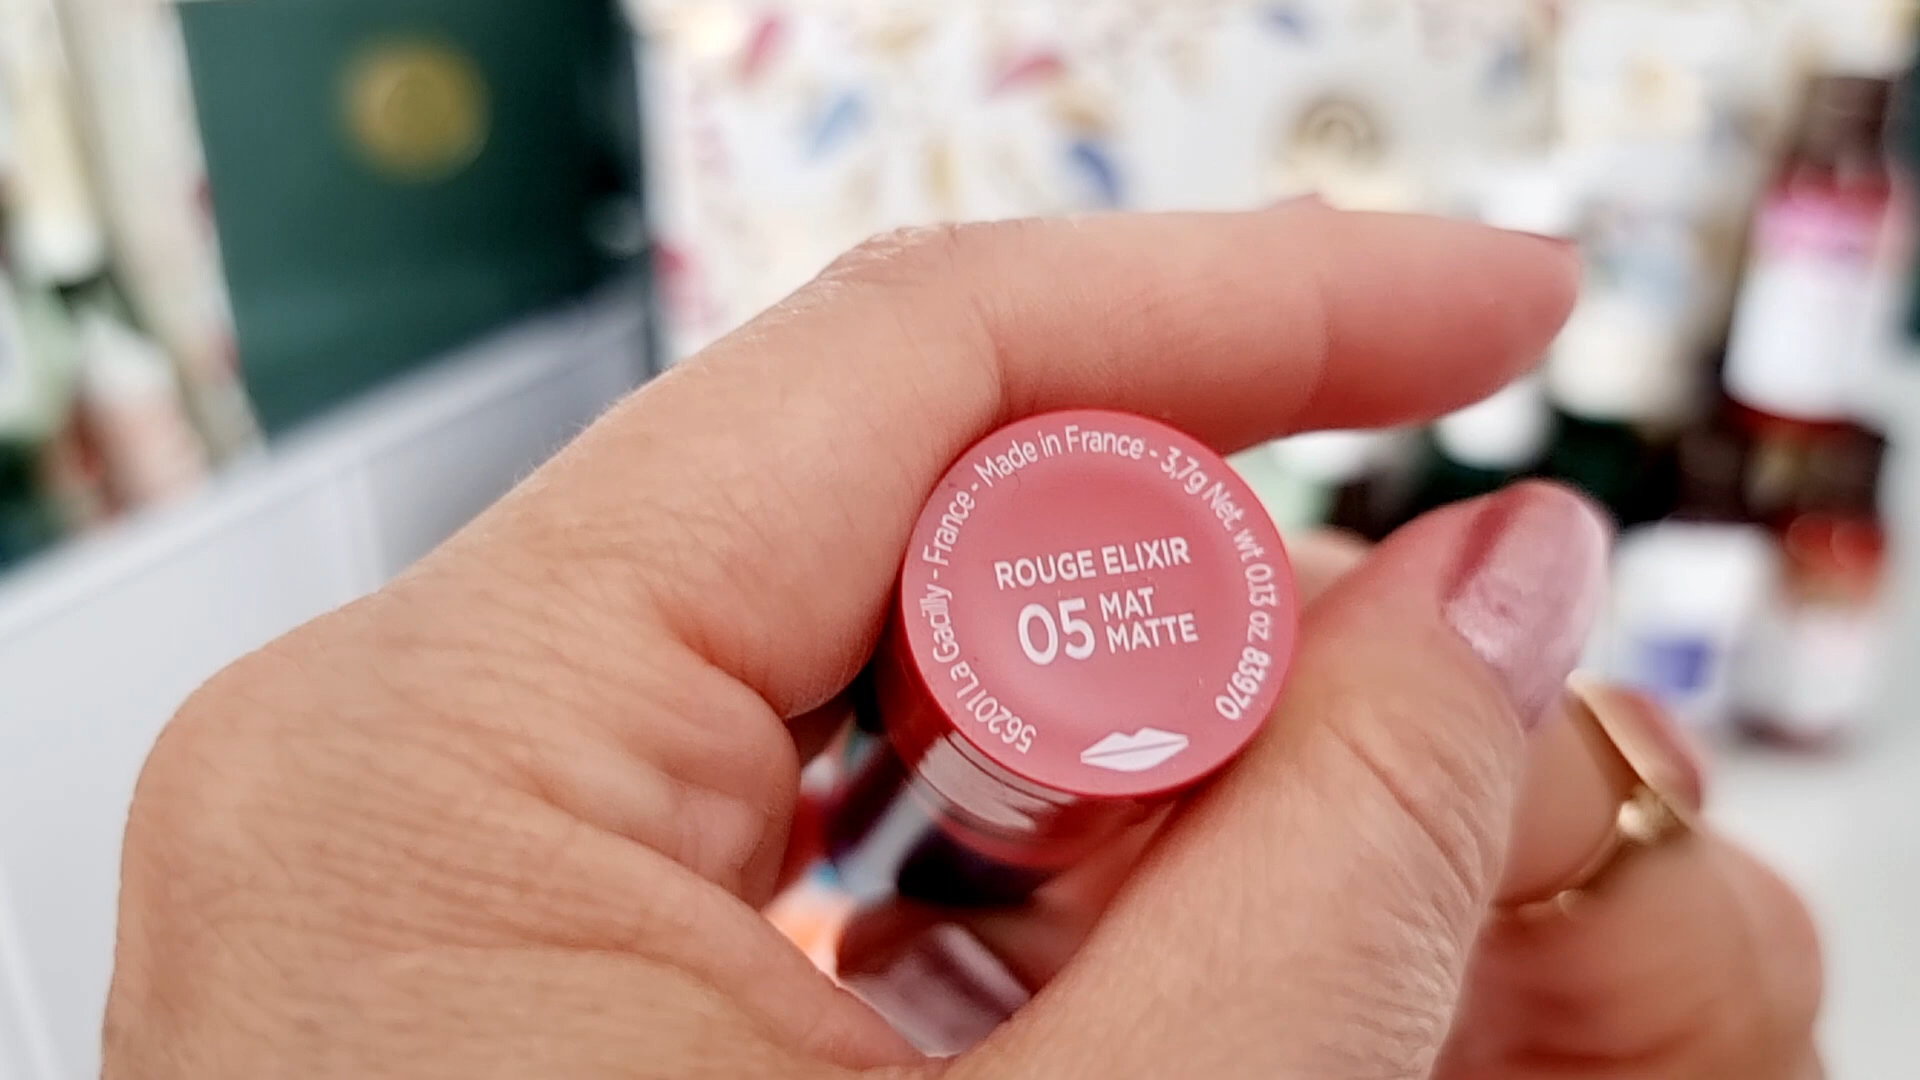 56201 La Gacilly - France - Made in France - 3,7g Net. wt 0.13 oz. 83970
ROUGE ELIXIR
05 MAT
MATTE